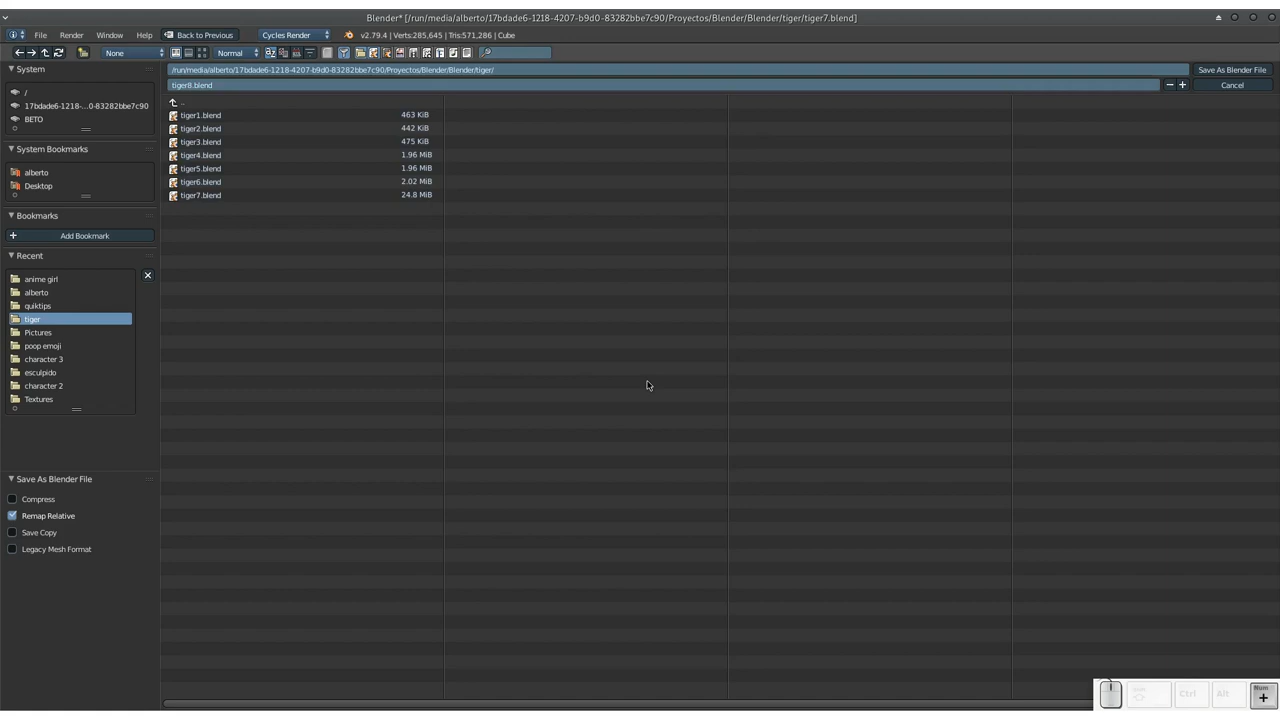 Blender* [/run/media/alberto/17bdade6-1218-4207-b9d0-83282bbe7c90/Proyectos/Blender/Blender/tiger/tiger7.blend]
File Render Window Help Back to Previous Cycles Render v2.79.4 | Verts:285,645 | Tris:571,286 | Cube
None Normal
System
/run/media/alberto/17bdade6-1218-4207-b9d0-83282bbe7c90/Proyectos/Blender/Blender/tiger/
Save As Blender File
tiger8.blend
Cancel
/
17bdade6-1218-...0-83282bbe7c90
BETO
..
tiger1.blend 463 KiB
tiger2.blend 442 KiB
tiger3.blend 475 KiB
tiger4.blend 1.96 MiB
tiger5.blend 1.96 MiB
tiger6.blend 2.02 MiB
tiger7.blend 24.8 MiB
System Bookmarks
alberto
Desktop
Bookmarks
Add Bookmark
Recent
anime girl
alberto
quiktips
tiger
Pictures
poop emoji
character 3
esculpido
character 2
Textures
Save As Blender File
Compress
Remap Relative
Save Copy
Legacy Mesh Format
Ctrl Alt Num +